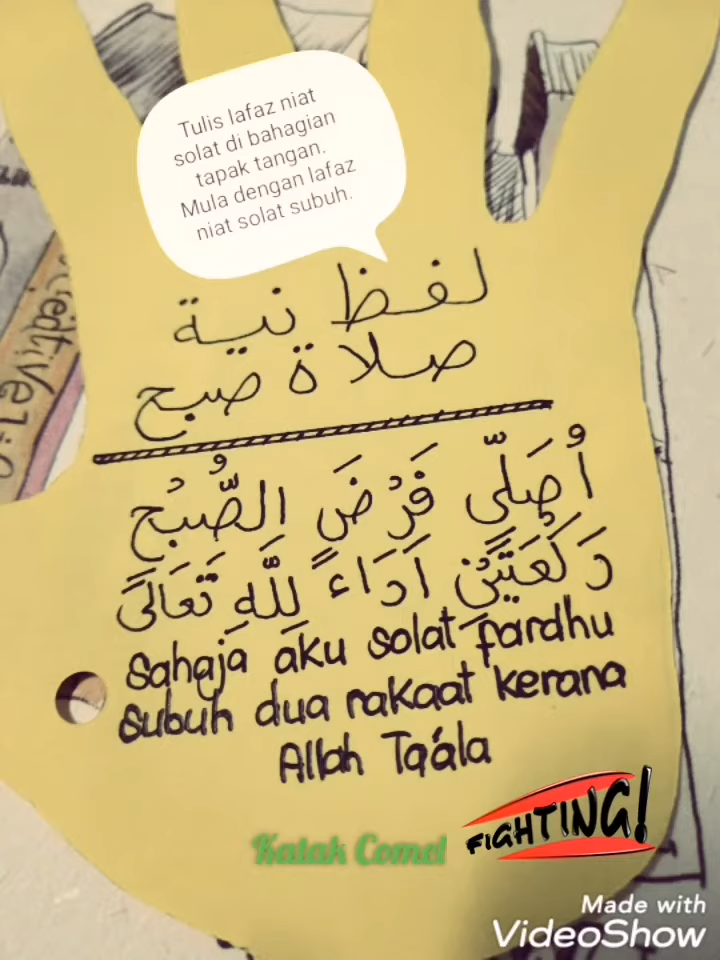 Tulis lafaz niat
solat di bahagian
tapak tangan.
Mula dengan lafaz
niat solat subuh.
لفظ نية
صلاة صبح
أُصَلِّى فَرْضَ الصُّبْح
رَكَعَتَيْنِ اَدَاءً لِلَّهِ تَعَالَى
Sahaja aku solat fardhu
Subuh dua rakaat kerana
Allah Ta'ala
Katak Comel
FIGHTING!
Made with
VideoShow